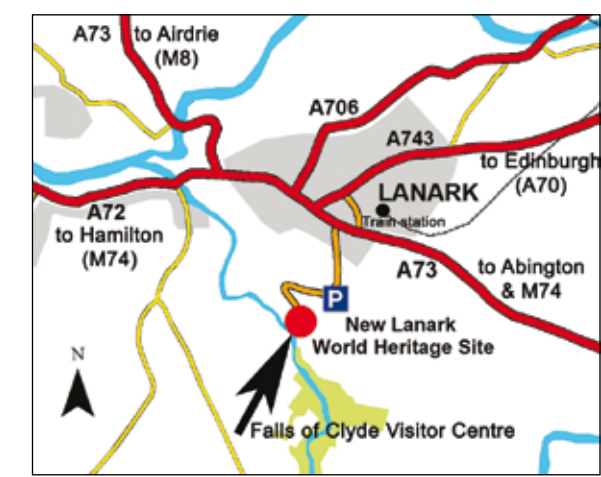 A73 to Airdrie
(M8)
A706
A743
to Edinburgh
(A70)
LANARK
Train station
A72
to Hamilton
(M74)
A73
to Abington
& M74
P
New Lanark
World Heritage Site
N
Falls of Clyde Visitor Centre